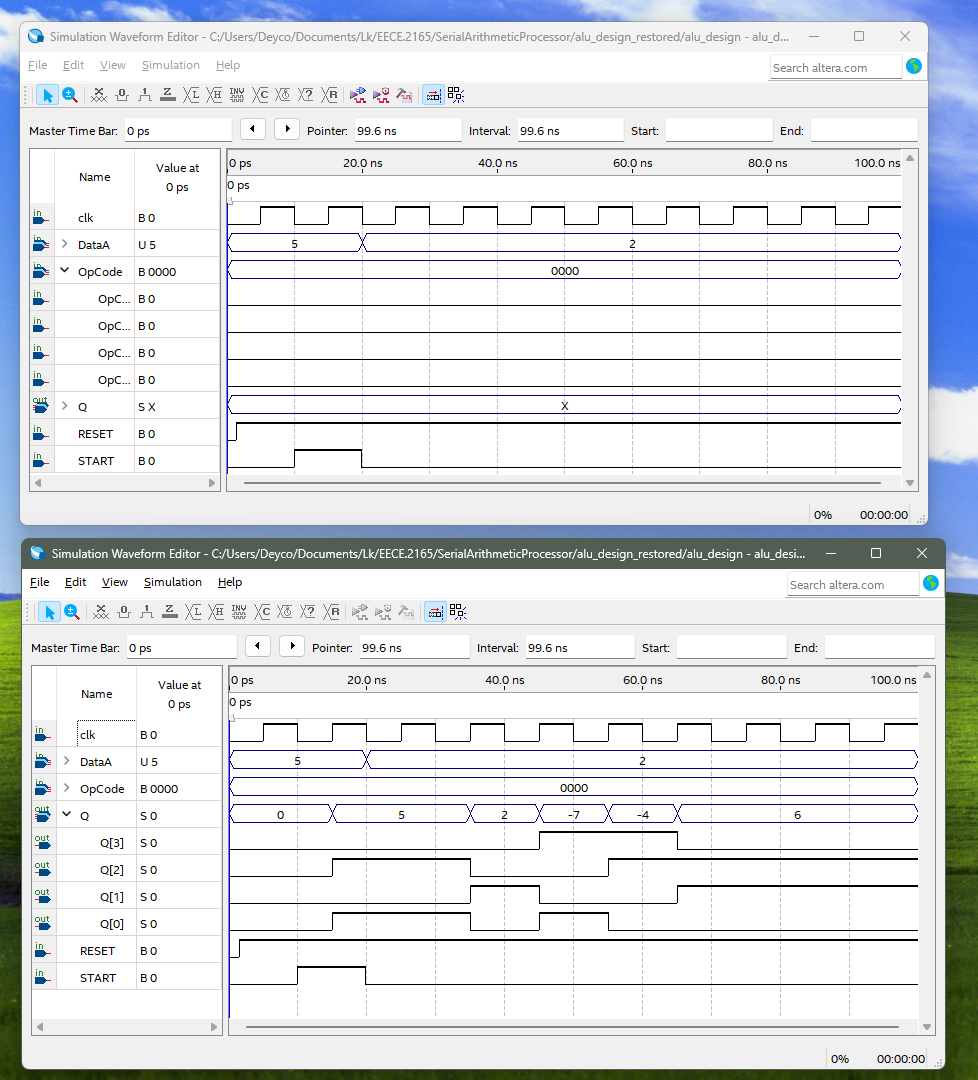 Simulation Waveform Editor - C:/Users/Deyco/Documents/Lk/EECE.2165/SerialArithmeticProcessor/alu_design_restored/alu_design - alu_d...
File Edit View Simulation Help
Search altera.com
Master Time Bar: 0 ps Pointer: 99.6 ns Interval: 99.6 ns Start: End:
Name Value at 0 ps
0 ps 20.0 ns 40.0 ns 60.0 ns 80.0 ns 100.0 ns
0 ps
in clk B 0
in DataA U 5 5 2
in OpCode B 0000 0000
in OpC... B 0
in OpC... B 0
in OpC... B 0
in OpC... B 0
out Q S X X
in RESET B 0
in START B 0
0% 00:00:00
Simulation Waveform Editor - C:/Users/Deyco/Documents/Lk/EECE.2165/SerialArithmeticProcessor/alu_design_restored/alu_design - alu_desi...
File Edit View Simulation Help
Search altera.com
Master Time Bar: 0 ps Pointer: 99.6 ns Interval: 99.6 ns Start: End:
Name Value at 0 ps
0 ps 20.0 ns 40.0 ns 60.0 ns 80.0 ns 100.0 ns
0 ps
in clk B 0
in DataA U 5 5 2
in OpCode B 0000 0000
out Q S 0 0 5 2 -7 -4 6
out Q[3] S 0
out Q[2] S 0
out Q[1] S 0
out Q[0] S 0
in RESET B 0
in START B 0
0% 00:00:00